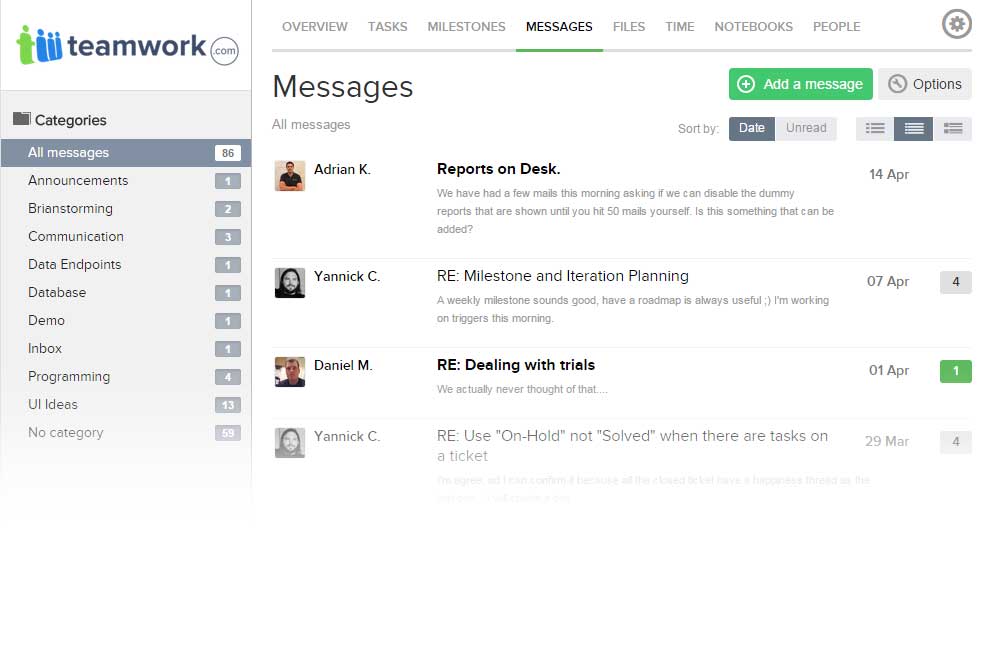 teamwork.com
OVERVIEW TASKS MILESTONES MESSAGES FILES TIME NOTEBOOKS PEOPLE
Categories
All messages 86
Announcements 1
Brianstorming 2
Communication 3
Data Endpoints 1
Database 1
Demo 1
Inbox 1
Programming 4
UI Ideas 13
No category 59
Messages
Add a message
Options
All messages
Sort by: Date Unread
Adrian K. Reports on Desk. 14 Apr
We have had a few mails this morning asking if we can disable the dummy
reports that are shown until you hit 50 mails yourself. Is this something that can be
added?
Yannick C. RE: Milestone and Iteration Planning 07 Apr 4
A weekly milestone sounds good, have a roadmap is always useful ;) I'm working
on triggers this morning.
Daniel M. RE: Dealing with trials 01 Apr 1
We actually never thought of that....
Yannick C. RE: Use "On-Hold" not "Solved" when there are tasks on 29 Mar 4
a ticket
I'm agree, ad I can confirm it because all the closed ticket have a happiness thread as the